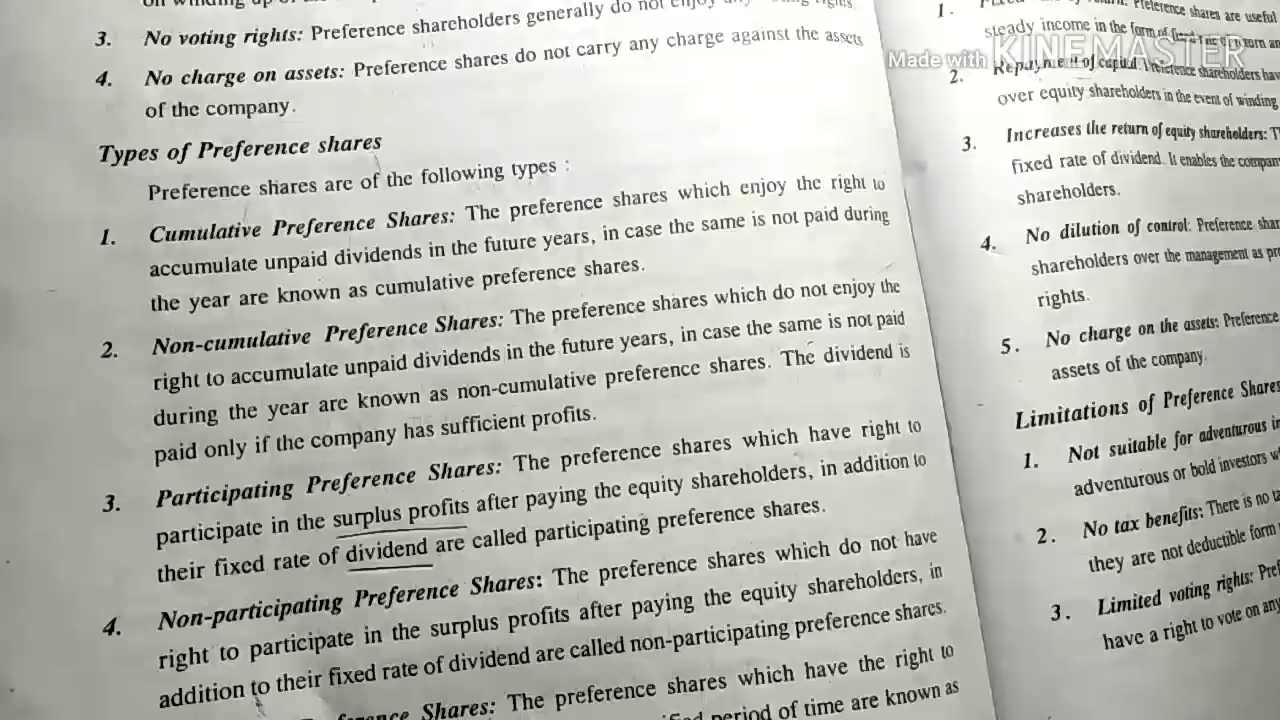 3. No voting rights: Preference shareholders generally do not enjoy rights
4. No charge on assets: Preference shares do not carry any charge against the assets
of the company.
Types of Preference shares
Preference shares are of the following types :
1. Cumulative Preference Shares: The preference shares which enjoy the right to
accumulate unpaid dividends in the future years, in case the same is not paid during
the year are known as cumulative preference shares.
2. Non-cumulative Preference Shares: The preference shares which do not enjoy the
right to accumulate unpaid dividends in the future years, in case the same is not paid
during the year are known as non-cumulative preference shares. The dividend is
paid only if the company has sufficient profits.
3. Participating Preference Shares: The preference shares which have right to
participate in the surplus profits after paying the equity shareholders, in addition to
their fixed rate of dividend are called participating preference shares.
4. Non-participating Preference Shares: The preference shares which do not have
right to participate in the surplus profits after paying the equity shareholders, in
addition to their fixed rate of dividend are called non-participating preference shares.
Shares: The preference shares which have the right to
period of time are known as
Made with KINEMASTER
1. Preference shares are useful
steady income in the form of
2. Repayment of capital: Preference shareholders
over equity shareholders in the event of winding
3. Increases the return of equity shareholders:
fixed rate of dividend. It enables the
shareholders.
4. No dilution of control: Preference
shareholders over the management as
rights.
5. No charge on the assets: Preference
assets of the company.
Limitations of Preference Shares
1. Not suitable for adventurous
adventurous or bold investors
2. No tax benefits: There is no
they are not deductible form
3. Limited voting rights:
have a right to vote on any